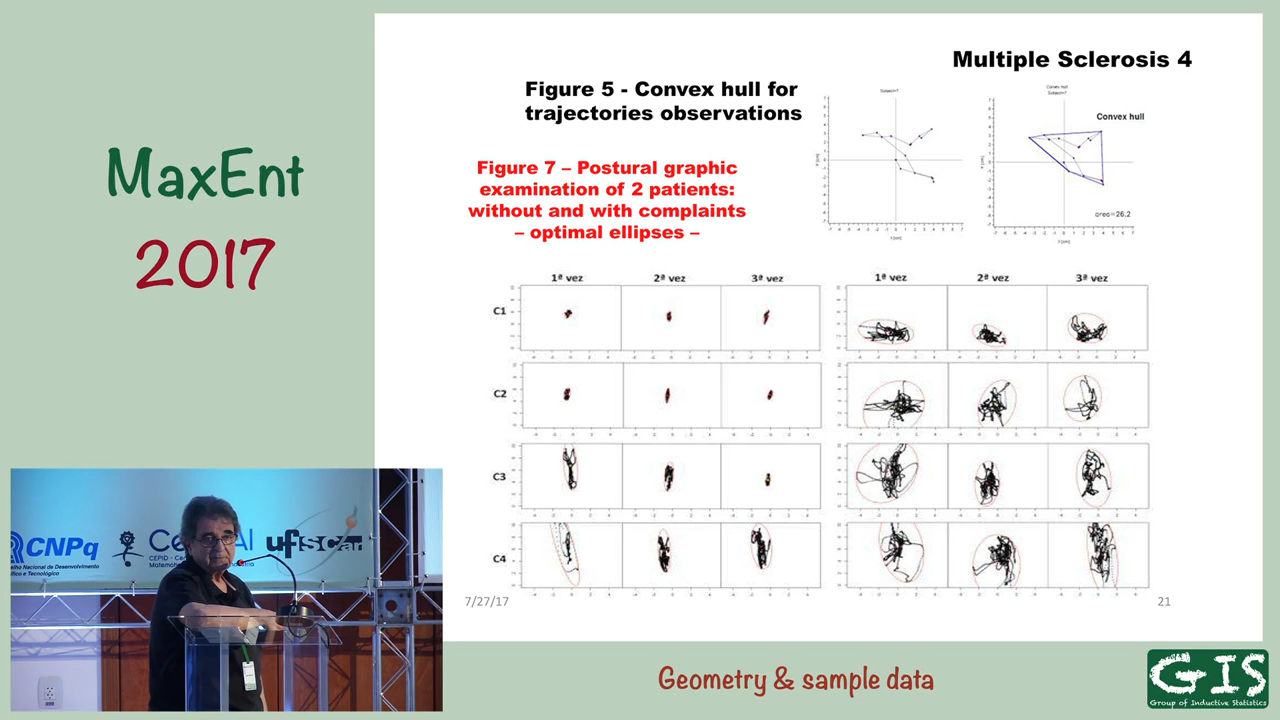 MaxEnt
2017
Multiple Sclerosis 4
Figure 5 - Convex hull for
trajectories observations
Figure 7 – Postural graphic
examination of 2 patients:
without and with complaints
– optimal ellipses –
Convex hull
Convex hull
area=26.2
1ª vez 2ª vez 3ª vez 1ª vez 2ª vez 3ª vez
C1
C2
C3
C4
7/27/17
21
CNPq
CEPID
ufscar
Geometry & sample data
GIS
Group of Inductive Statistics